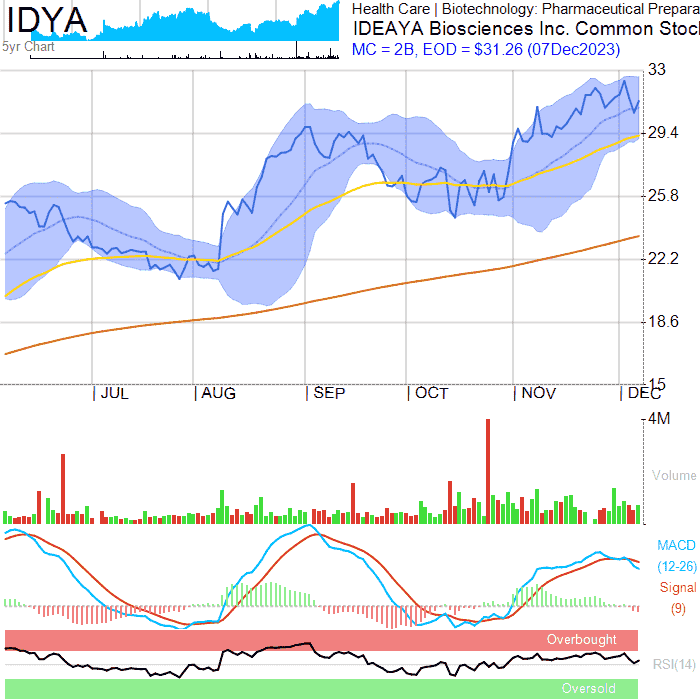 IDYA
5yr Chart
Health Care | Biotechnology: Pharmaceutical Prepara
IDEAYA Biosciences Inc. Common Stoc
MC = 2B, EOD = $31.26 (07Dec2023)
33
29.4
25.8
22.2
18.6
15
JUL AUG SEP OCT NOV DEC
4M
Volume
MACD
(12-26)
Signal
(9)
Overbought
RSI(14)
Oversold